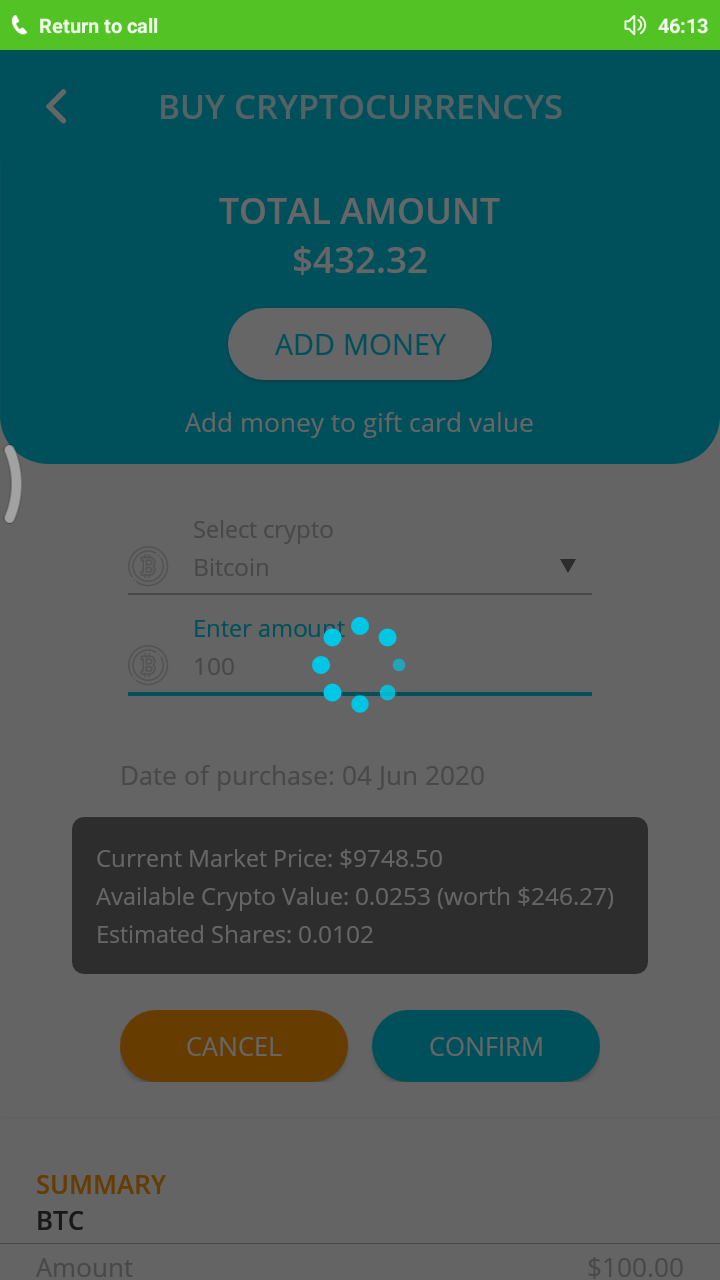 Return to call 46:13
BUY CRYPTOCURRENCYS
TOTAL AMOUNT
$432.32
ADD MONEY
Add money to gift card value
Select crypto
Bitcoin
Enter amount
100
Date of purchase: 04 Jun 2020
Current Market Price: $9748.50
Available Crypto Value: 0.0253 (worth $246.27)
Estimated Shares: 0.0102
CANCEL CONFIRM
SUMMARY
BTC
Amount $100.00